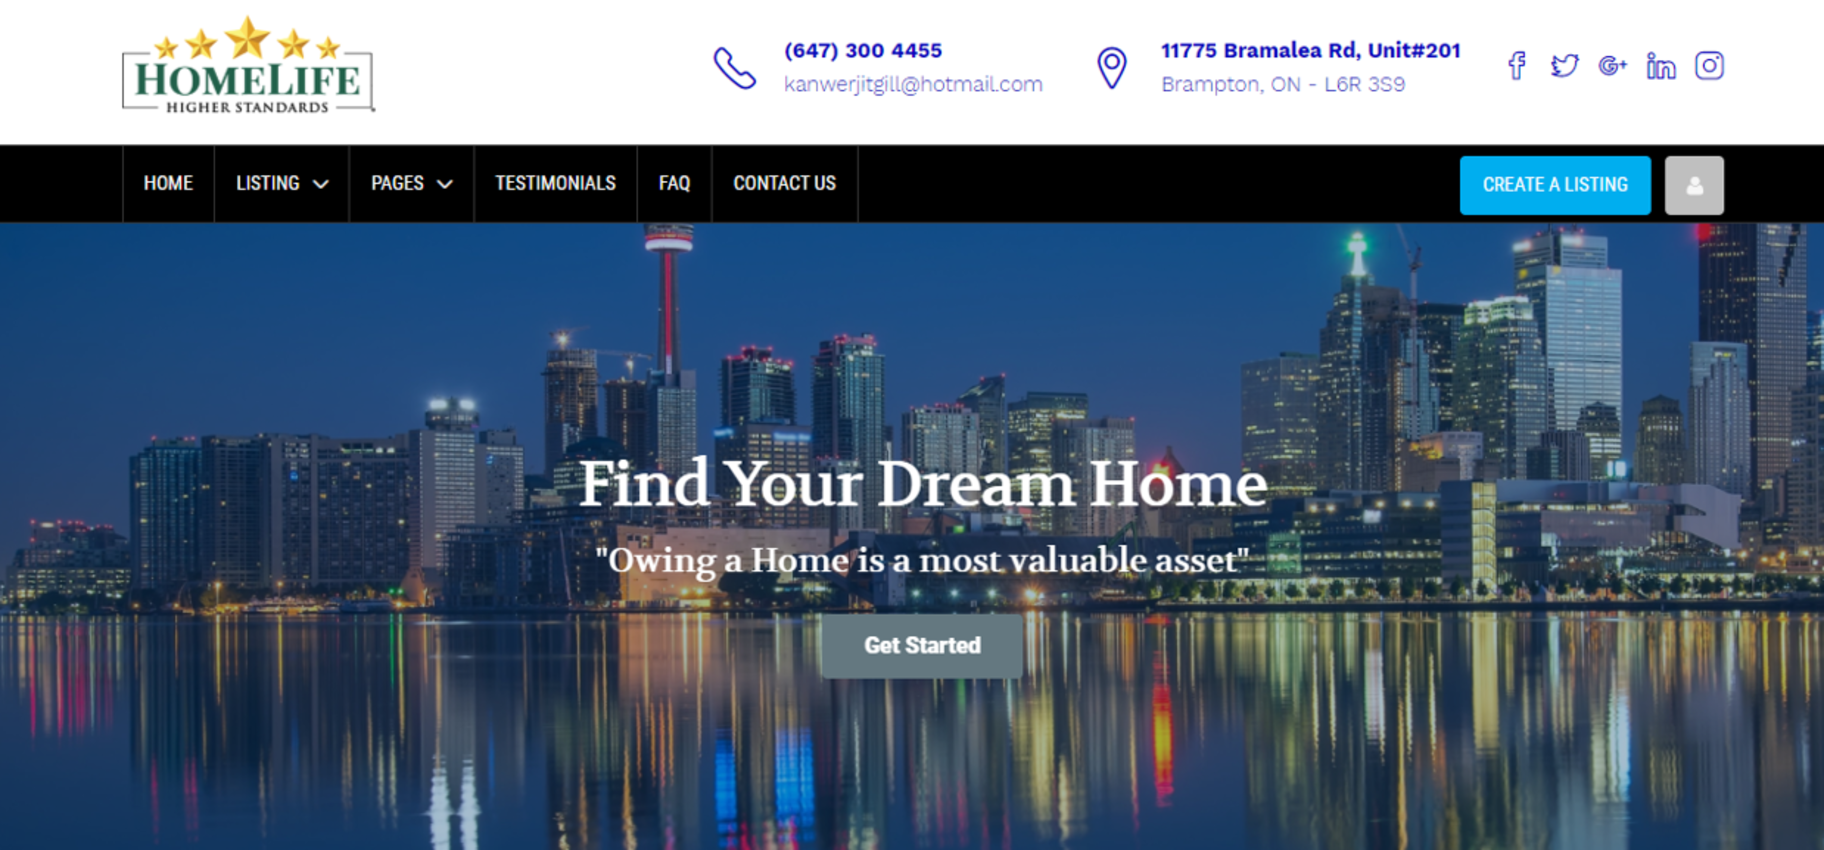 HOMELIFE
HIGHER STANDARDS
(647) 300 4455
kanwerjitgill@hotmail.com
11775 Bramalea Rd, Unit#201
Brampton, ON - L6R 3S9
HOME
LISTING
PAGES
TESTIMONIALS
FAQ
CONTACT US
CREATE A LISTING
Find Your Dream Home
"Owing a Home is a most valuable asset"
Get Started